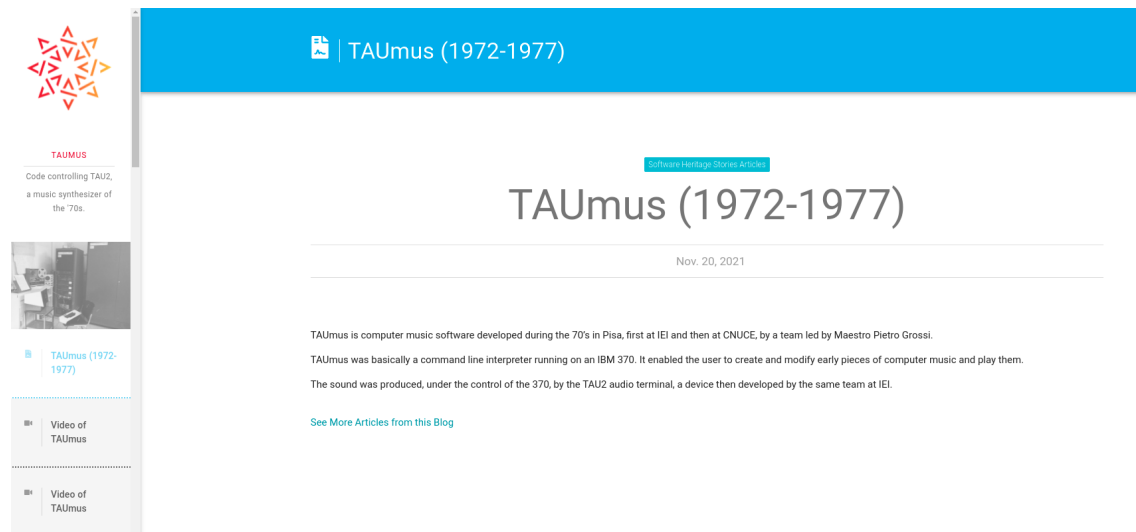 TAUMUS
Code controlling TAU2,
a music synthesizer of
the '70s.
TAUmus (1972-
1977)
Video of
TAUmus
Video of
TAUmus
TAUmus (1972-1977)
Software Heritage Stories Articles
TAUmus (1972-1977)
Nov. 20, 2021
TAUmus is computer music software developed during the 70's in Pisa, first at IEI and then at CNUCE, by a team led by Maestro Pietro Grossi.
TAUmus was basically a command line interpreter running on an IBM 370. It enabled the user to create and modify early pieces of computer music and play them.
The sound was produced, under the control of the 370, by the TAU2 audio terminal, a device then developed by the same team at IEI.
See More Articles from this Blog